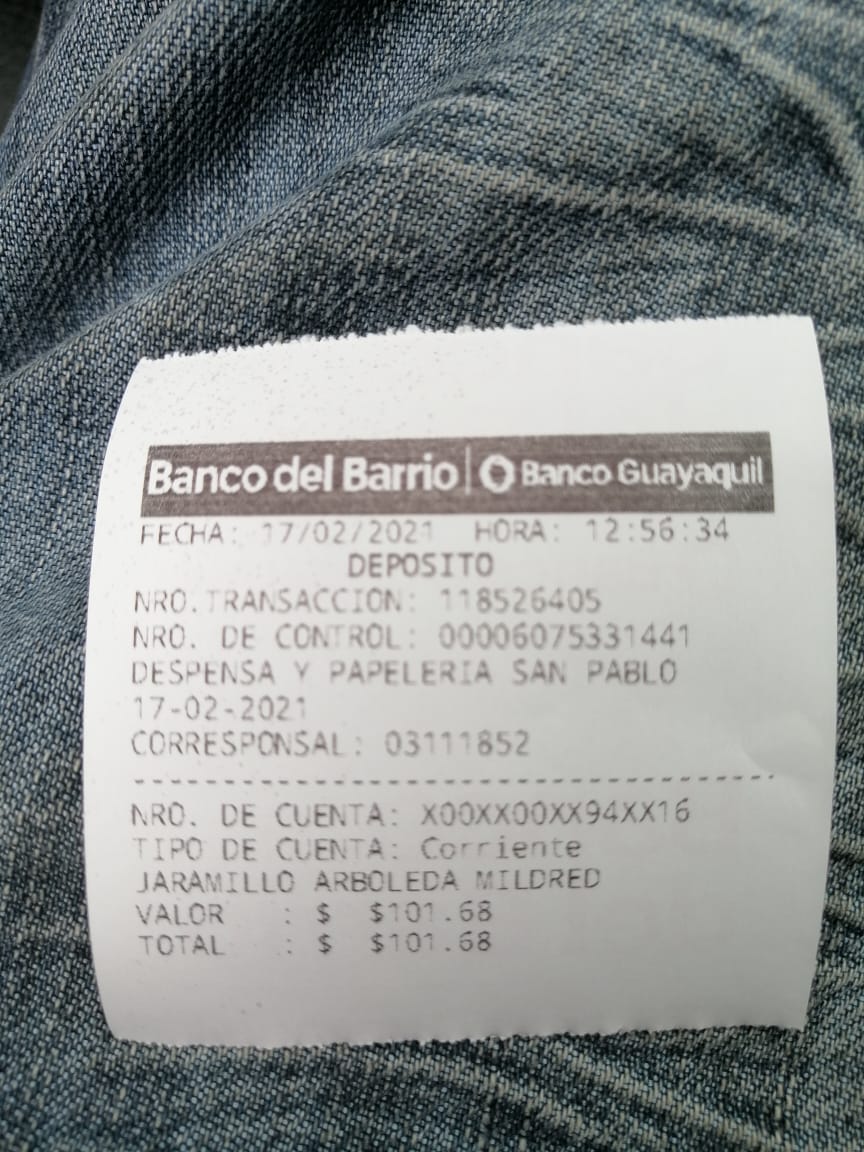 Banco del Barrio | Banco Guayaquil
FECHA: 17/02/2021 HORA: 12:56:34
DEPOSITO
NRO.TRANSACCION: 118526405
NRO. DE CONTROL: 00006075331441
DESPENSA Y PAPELERIA SAN PABLO
17-02-2021
CORRESPONSAL: 03111852
NRO. DE CUENTA: X00XX00XX94XX16
TIPO DE CUENTA: Corriente
JARAMILLO ARBOLEDA MILDRED
VALOR : $ $101.68
TOTAL : $ $101.68